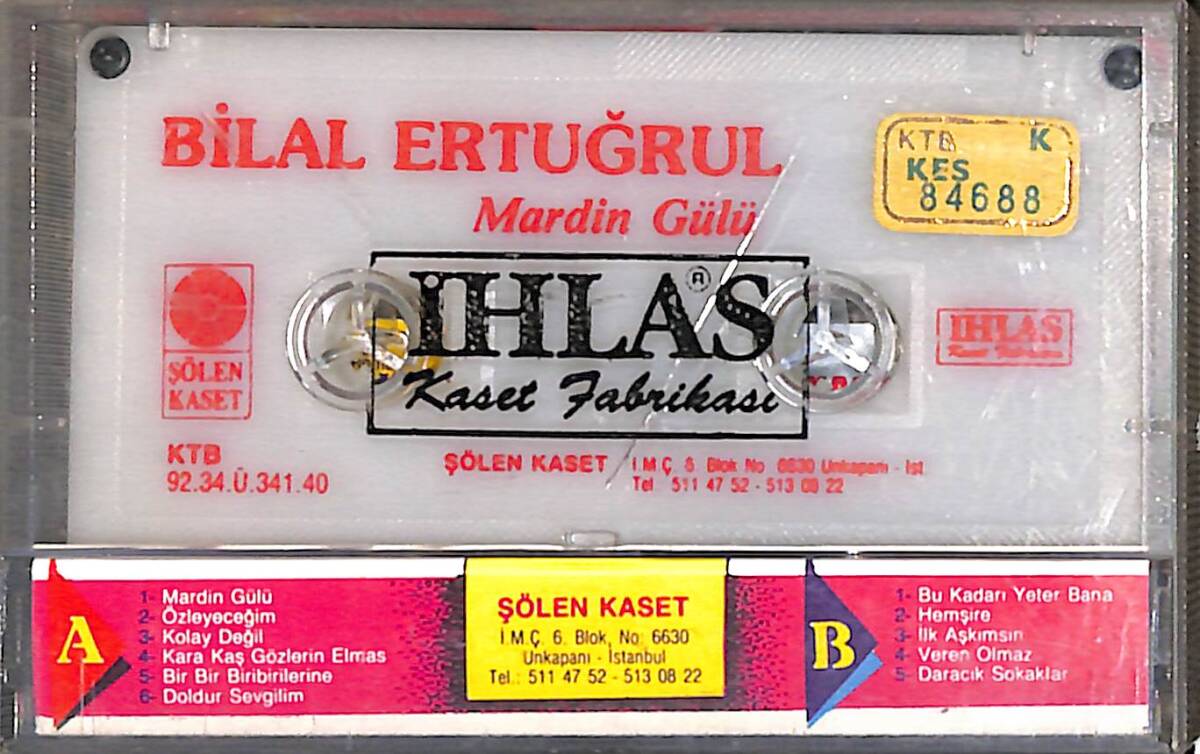 BİLAL ERTUĞRUL
Mardin Gülü
KTB K
KES
84688
İHLAS®
Kaset Fabrikası
ŞÖLEN
KASET
IHLAS
KTB
92.34.Ü.341.40
ŞÖLEN KASET
İ.M.Ç. 6. Blok No 6630 Unkapanı - İst
Tel 511 47 52 - 513 08 22
A
1- Mardin Gülü
2- Özleyeceğim
3- Kolay Değil
4- Kara Kaş Gözlerin Elmas
5- Bir Bir Biribirilerine
6- Doldur Sevgilim
ŞÖLEN KASET
İ.M.Ç. 6. Blok, No: 6630
Unkapanı - İstanbul
Tel.: 511 47 52 - 513 08 22
B
1- Bu Kadarı Yeter Bana
2- Hemşire
3- İlk Aşkımsın
4- Veren Olmaz
5- Daracık Sokaklar